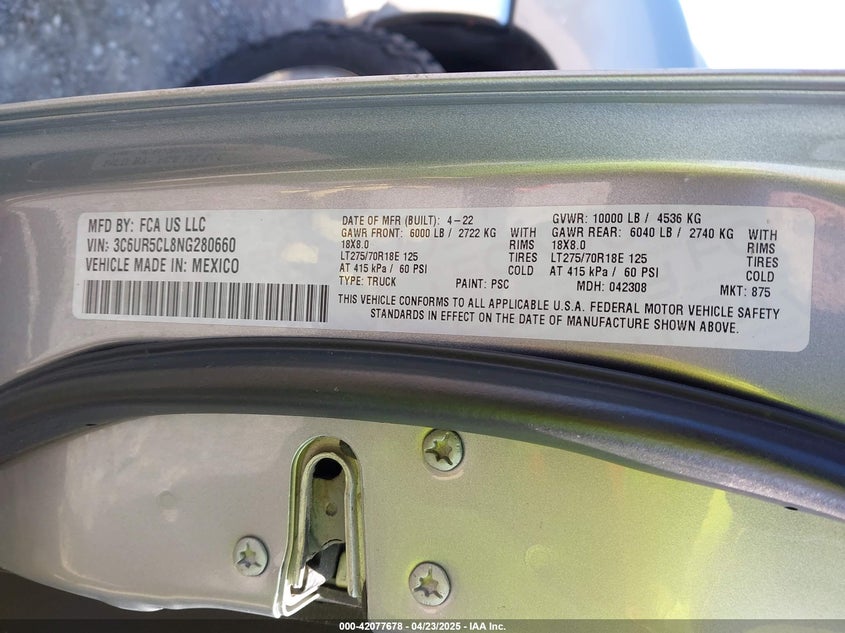 MFD BY: FCA US LLC
VIN: 3C6UR5CL8NG280660
VEHICLE MADE IN: MEXICO
DATE OF MFR (BUILT): 4-22
GAWR FRONT: 6000 LB / 2722 KG WITH
18X8.0 RIMS
LT275/70R18E 125 TIRES
AT 415 kPa / 60 PSI COLD
TYPE: TRUCK PAINT: PSC
GVWR: 10000 LB / 4536 KG
GAWR REAR: 6040 LB / 2740 KG WITH
18X8.0 RIMS
LT275/70R18E 125 TIRES
AT 415 kPa / 60 PSI COLD
MDH: 042308 MKT: 875
THIS VEHICLE CONFORMS TO ALL APPLICABLE U.S.A. FEDERAL MOTOR VEHICLE SAFETY
STANDARDS IN EFFECT ON THE DATE OF MANUFACTURE SHOWN ABOVE.
000-42077678 - 04/23/2025 - IAA Inc.